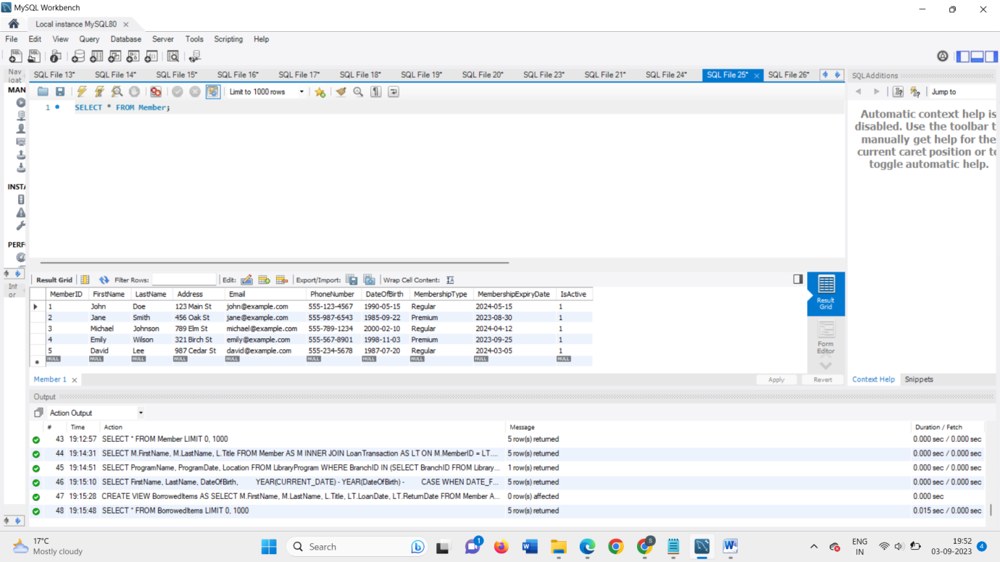 MySQL Workbench
Local instance MySQL80
File Edit View Query Database Server Tools Scripting Help
Nav
igat
SQL File 13* SQL File 14* SQL File 15* SQL File 16* SQL File 17* SQL File 18* SQL File 19* SQL File 20* SQL File 23* SQL File 21* SQL File 24* SQL File 25* SQL File 26*
SQLAdditions
MAN
Limit to 1000 rows
Jump to
1 SELECT * FROM Member;
Automatic context help is
disabled. Use the toolbar t
manually get help for the
current caret position or to
toggle automatic help.
INST
PERF
Int
or
Result Grid Filter Rows: Edit: Export/Import: Wrap Cell Content:
MemberID FirstName LastName Address Email PhoneNumber DateOfBirth MembershipType MembershipExpiryDate IsActive
1 John Doe 123 Main St john@example.com 555-123-4567 1990-05-15 Regular 2024-05-15 1
2 Jane Smith 456 Oak St jane@example.com 555-987-6543 1985-09-22 Premium 2023-08-30 1
3 Michael Johnson 789 Elm St michael@example.com 555-789-1234 2000-02-10 Regular 2024-04-12 1
4 Emily Wilson 321 Birch St emily@example.com 555-567-8901 1998-11-03 Premium 2023-09-25 1
5 David Lee 987 Cedar St david@example.com 555-234-5678 1987-07-20 Regular 2024-03-05 1
NULL NULL NULL NULL NULL NULL NULL NULL NULL NULL
Result
Grid
Form
Editor
Member 1
Apply Revert
Context Help Snippets
Output
Action Output
# Time Action Message Duration / Fetch
43 19:12:57 SELECT * FROM Member LIMIT 0, 1000 5 row(s) returned 0.000 sec / 0.000 sec
44 19:14:31 SELECT M.FirstName, M.LastName, L.Title FROM Member AS M INNER JOIN LoanTransaction AS LT ON M.MemberID = LT.... 5 row(s) returned 0.000 sec / 0.000 sec
45 19:14:51 SELECT ProgramName, ProgramDate, Location FROM LibraryProgram WHERE BranchID IN (SELECT BranchID FROM Library... 1 row(s) returned 0.000 sec / 0.000 sec
46 19:15:10 SELECT FirstName, LastName, DateOfBirth, YEAR(CURRENT_DATE) - YEAR(DateOfBirth) - CASE WHEN DATE_F... 5 row(s) returned 0.000 sec / 0.000 sec
47 19:15:28 CREATE VIEW BorrowedItems AS SELECT M.FirstName, M.LastName, L.Title, LT.LoanDate, LT.ReturnDate FROM Member A... 0 row(s) affected 0.000 sec
48 19:15:48 SELECT * FROM BorrowedItems LIMIT 0, 1000 5 row(s) returned 0.015 sec / 0.000 sec
17°C
Mostly cloudy
Search
1
S
ENG
IN
19:52
03-09-2023
4